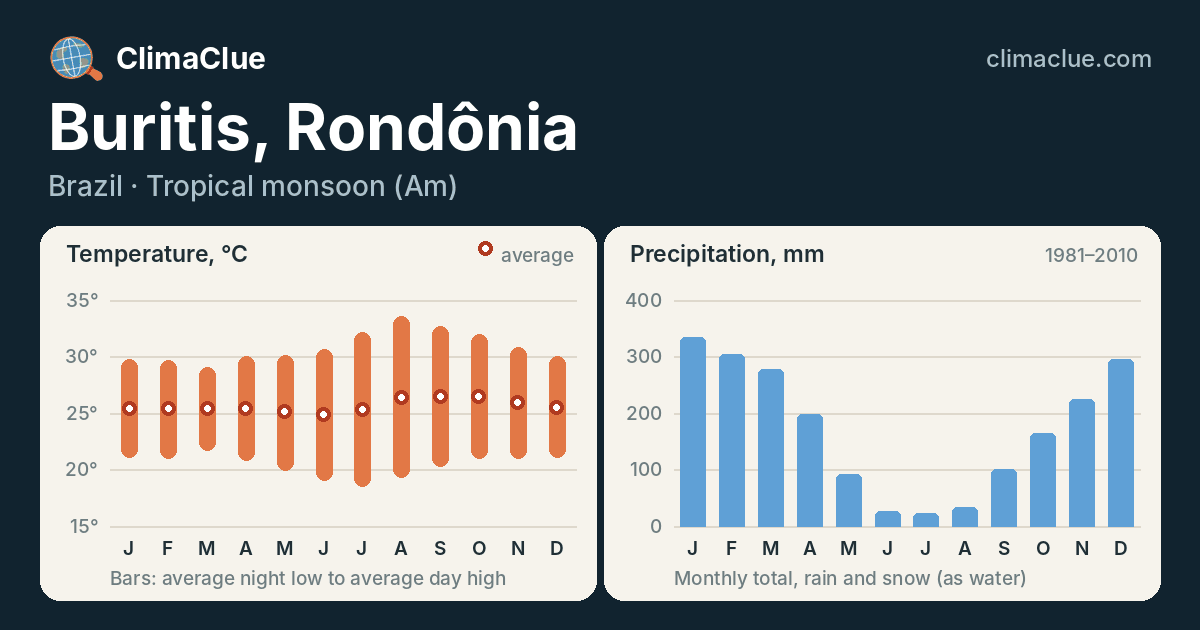 ClimaClue
climaclue.com
Buritis, Rondônia
Brazil · Tropical monsoon (Am)
Temperature, °C
average
35°
30°
25°
20°
15°
J F M A M J J A S O N D
Bars: average night low to average day high
Precipitation, mm
1981–2010
400
300
200
100
0
J F M A M J J A S O N D
Monthly total, rain and snow (as water)